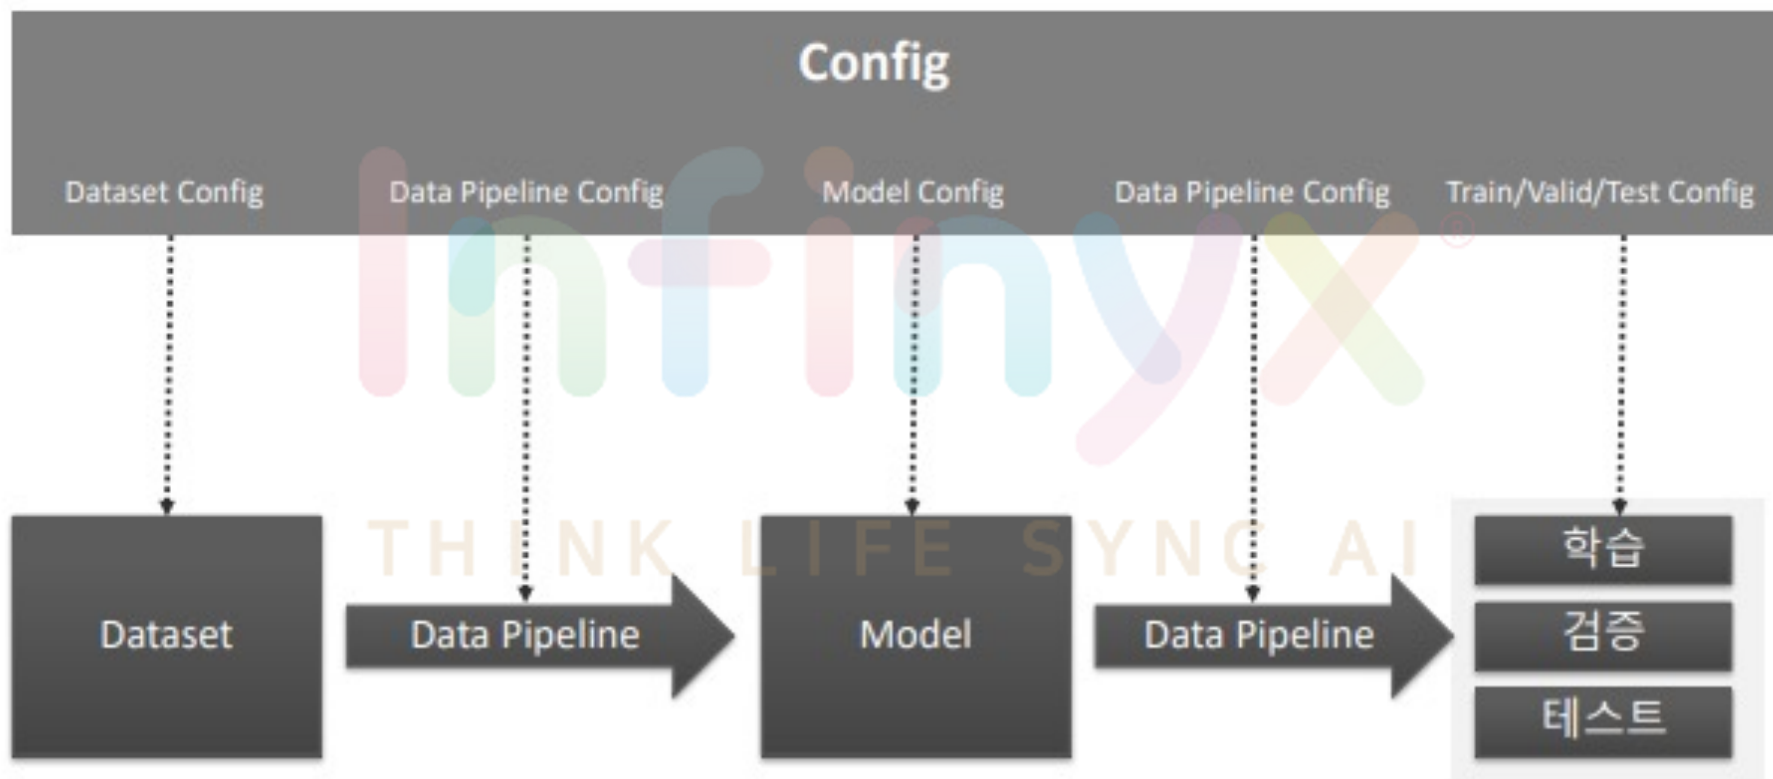 Config
Dataset Config
Data Pipeline Config
Model Config
Data Pipeline Config
Train/Valid/Test Config
Infinyx
®
THINK LIFE SYNC AI
Dataset
Data Pipeline
Model
Data Pipeline
학습
검증
테스트